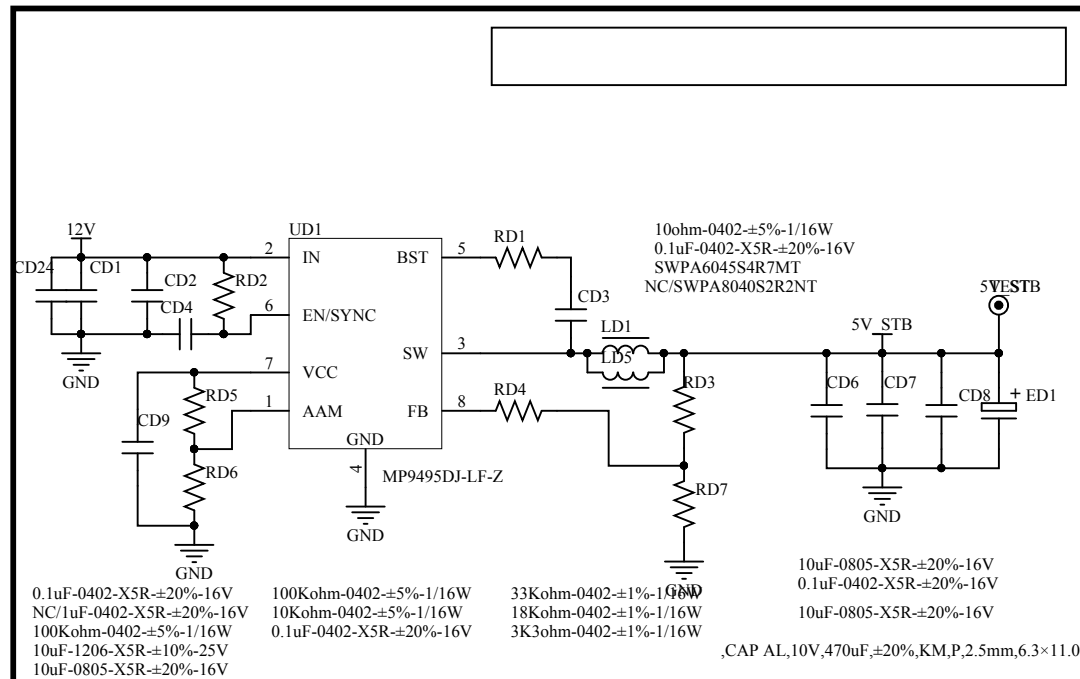 12V
UD1
CD24
CD1
CD2
RD2
CD4
2
IN
BST
5
RD1
6
EN/SYNC
CD3
10ohm-0402-±5%-1/16W
0.1uF-0402-X5R-±20%-16V
SWPA6045S4R7MT
NC/SWPA8040S2R2NT
GND
SW
3
LD1
LD5
5V_STB
7
VCC
RD5
1
AAM
FB
8
RD4
RD3
CD9
RD6
GND
4
MP9495DJ-LF-Z
GND
RD7
CD6
CD7
CD8
+
ED1
GND
GND
GND
0.1uF-0402-X5R-±20%-16V
NC/1uF-0402-X5R-±20%-16V
100Kohm-0402-±5%-1/16W
10uF-1206-X5R-±10%-25V
10uF-0805-X5R-±20%-16V
100Kohm-0402-±5%-1/16W
10Kohm-0402-±5%-1/16W
0.1uF-0402-X5R-±20%-16V
33Kohm-0402-±1%-1/16W
18Kohm-0402-±1%-1/16W
3K3ohm-0402-±1%-1/16W
10uF-0805-X5R-±20%-16V
0.1uF-0402-X5R-±20%-16V
10uF-0805-X5R-±20%-16V
,CAP AL,10V,470uF,±20%,KM,P,2.5mm,6.3×11.0